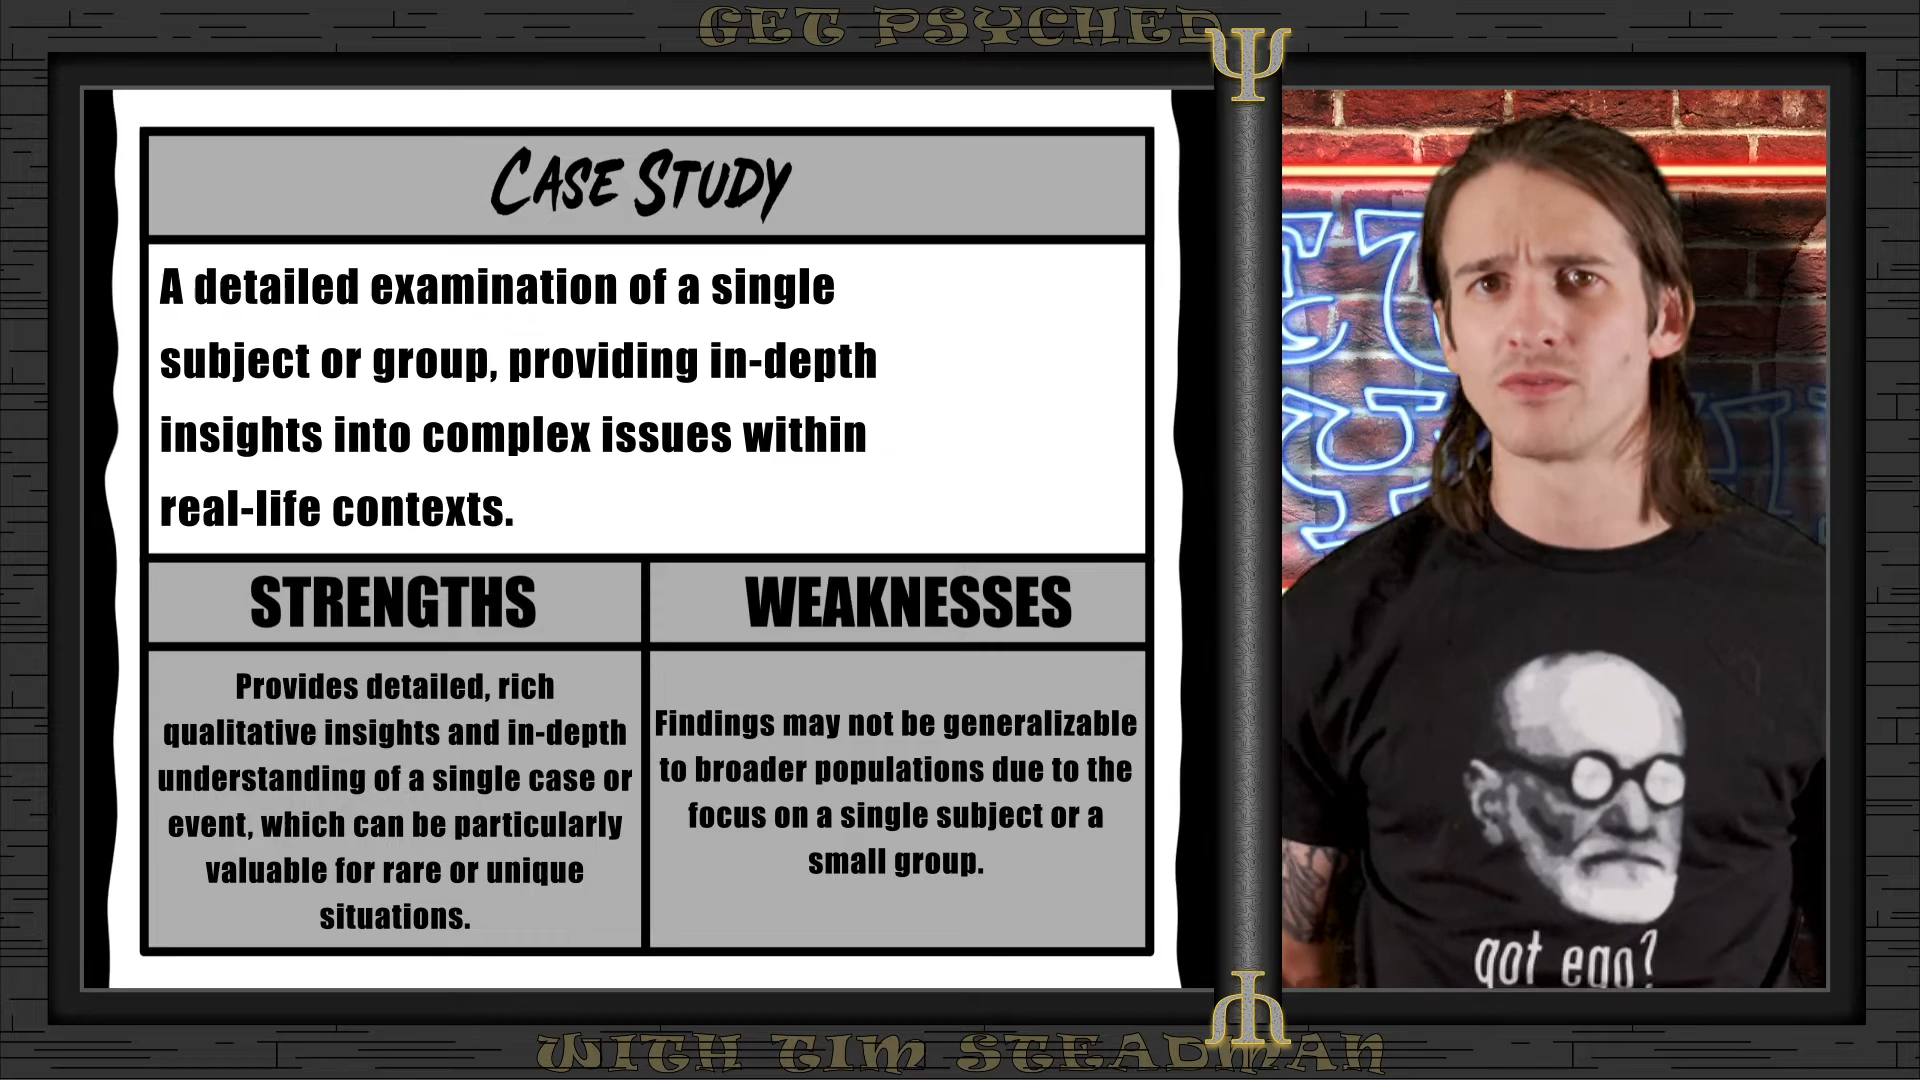 GET PSYCHED
CASE STUDY
A detailed examination of a single
subject or group, providing in-depth
insights into complex issues within
real-life contexts.
STRENGTHS
WEAKNESSES
Provides detailed, rich
qualitative insights and in-depth
understanding of a single case or
event, which can be particularly
valuable for rare or unique
situations.
Findings may not be generalizable
to broader populations due to the
focus on a single subject or a
small group.
got ego?
WITH TIM STEADMAN